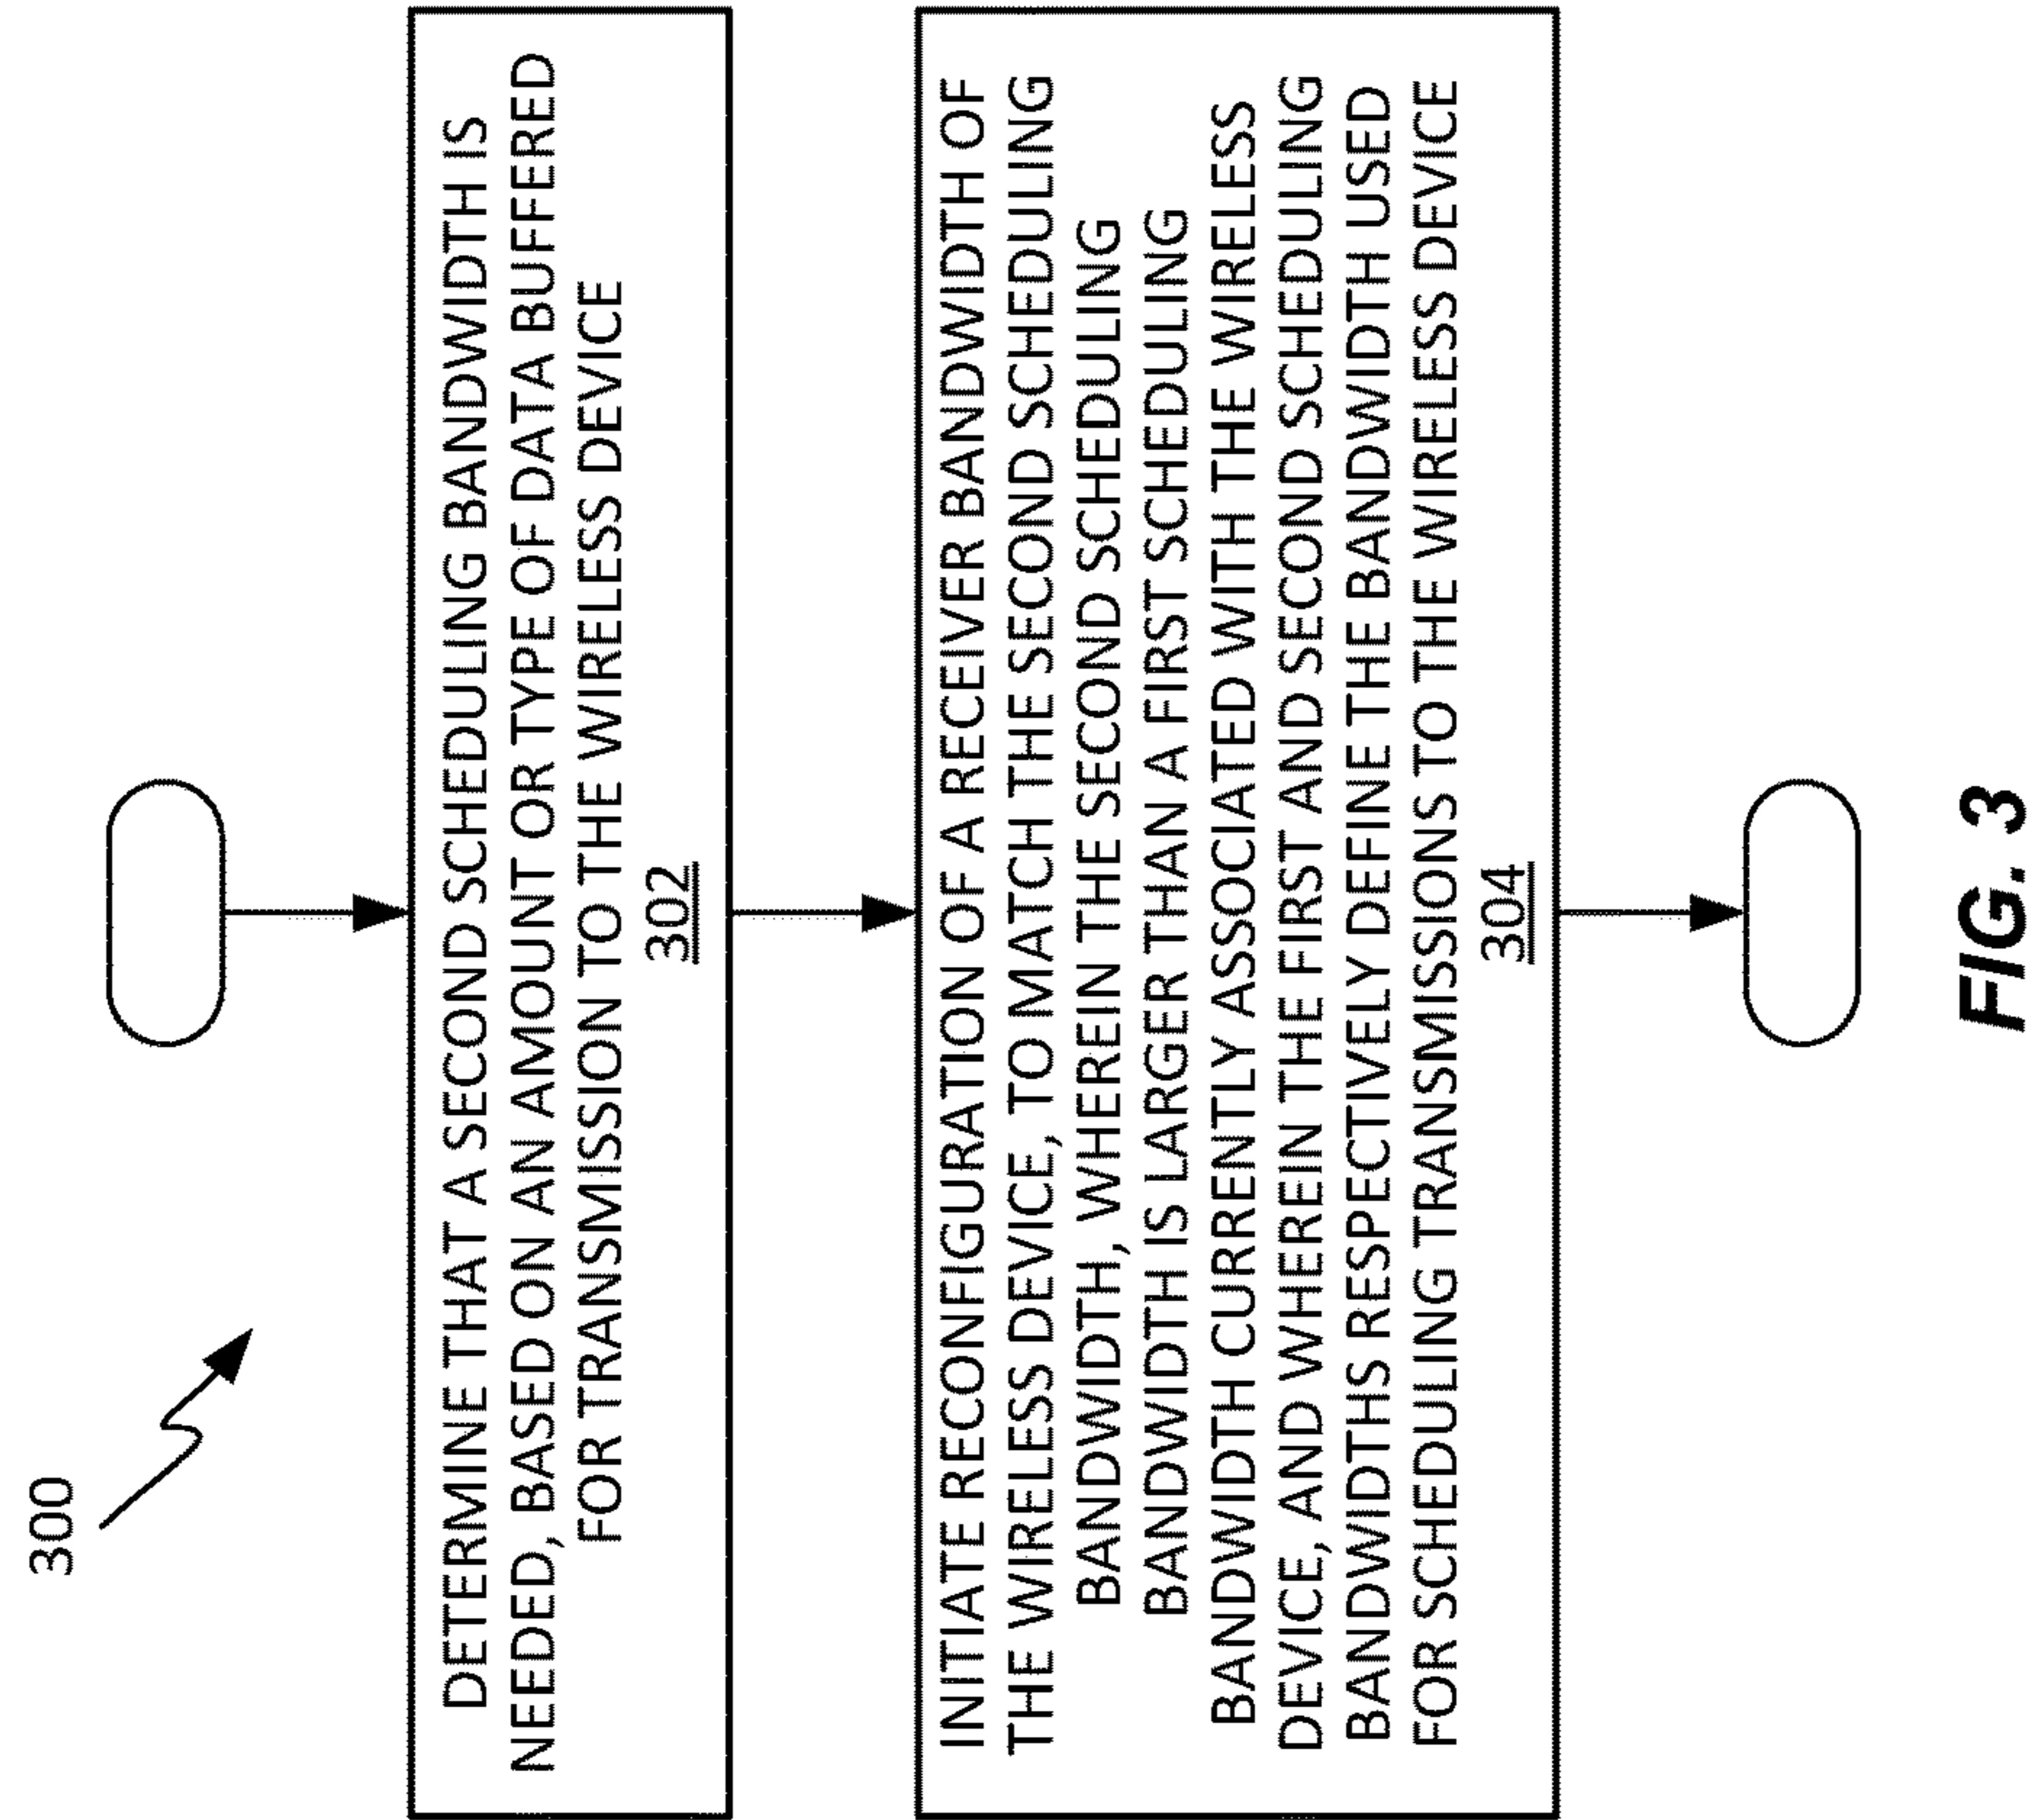 300
DETERMINE THAT A SECOND SCHEDULING BANDWIDTH IS
NEEDED, BASED ON AN AMOUNT OR TYPE OF DATA BUFFERED
FOR TRANSMISSION TO THE WIRELESS DEVICE
302
INITIATE RECONFIGURATION OF A RECEIVER BANDWIDTH OF
THE WIRELESS DEVICE, TO MATCH THE SECOND SCHEDULING
BANDWIDTH, WHEREIN THE SECOND SCHEDULING
BANDWIDTH IS LARGER THAN A FIRST SCHEDULING
BANDWIDTH CURRENTLY ASSOCIATED WITH THE WIRELESS
DEVICE, AND WHEREIN THE FIRST AND SECOND SCHEDULING
BANDWIDTHS RESPECTIVELY DEFINE THE BANDWIDTH USED
FOR SCHEDULING TRANSMISSIONS TO THE WIRELESS DEVICE
304
FIG. 3